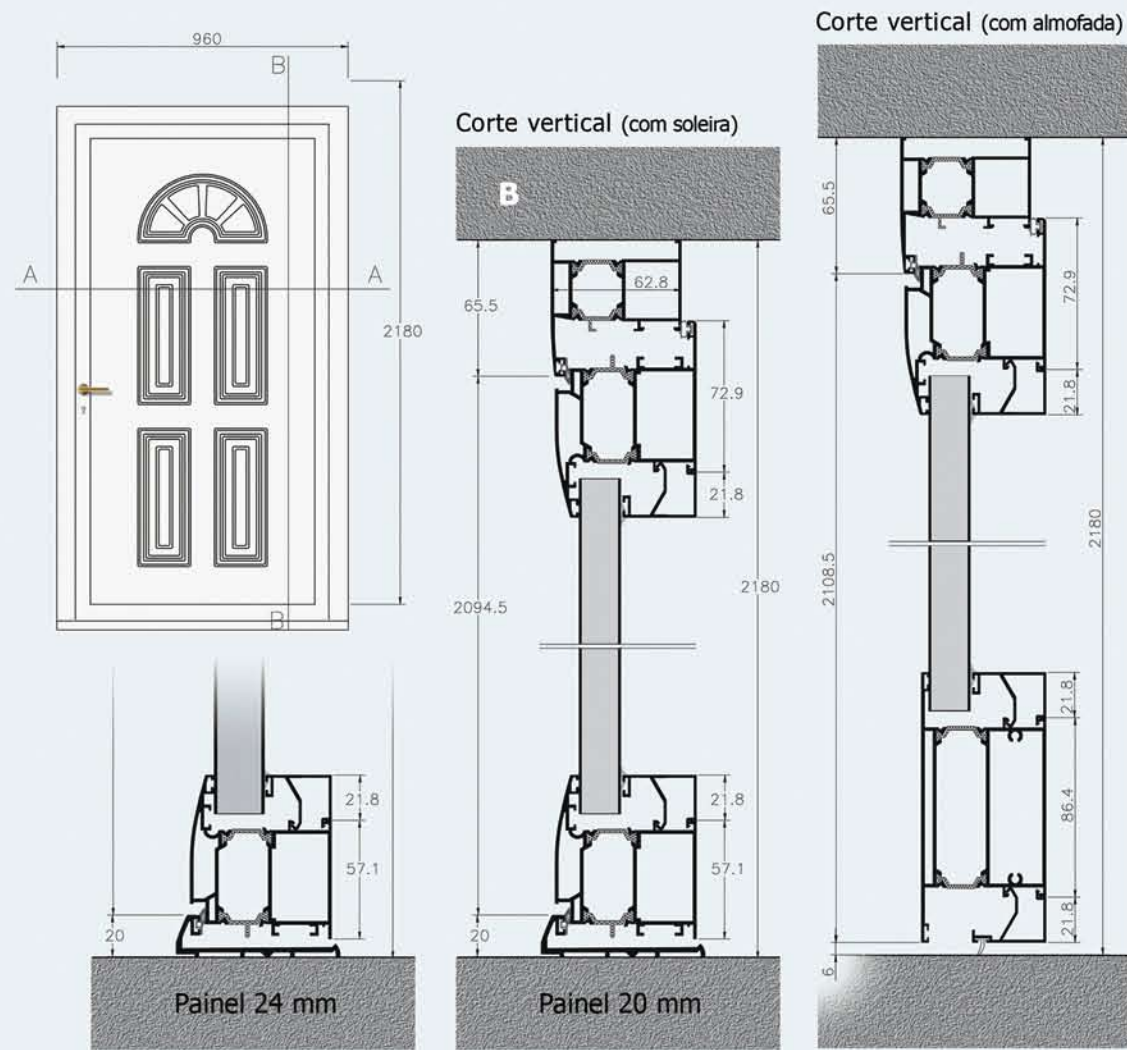 960
B
A
A
2180
B
21.8
57.1
20
Painel 24 mm
Corte vertical (com soleira)
B
62.8
65.5
72.9
21.8
2094.5
2180
21.8
57.1
20
Painel 20 mm
Corte vertical (com almofada)
65.5
72.9
21.8
2108.5
2180
21.8
86.4
21.8
6